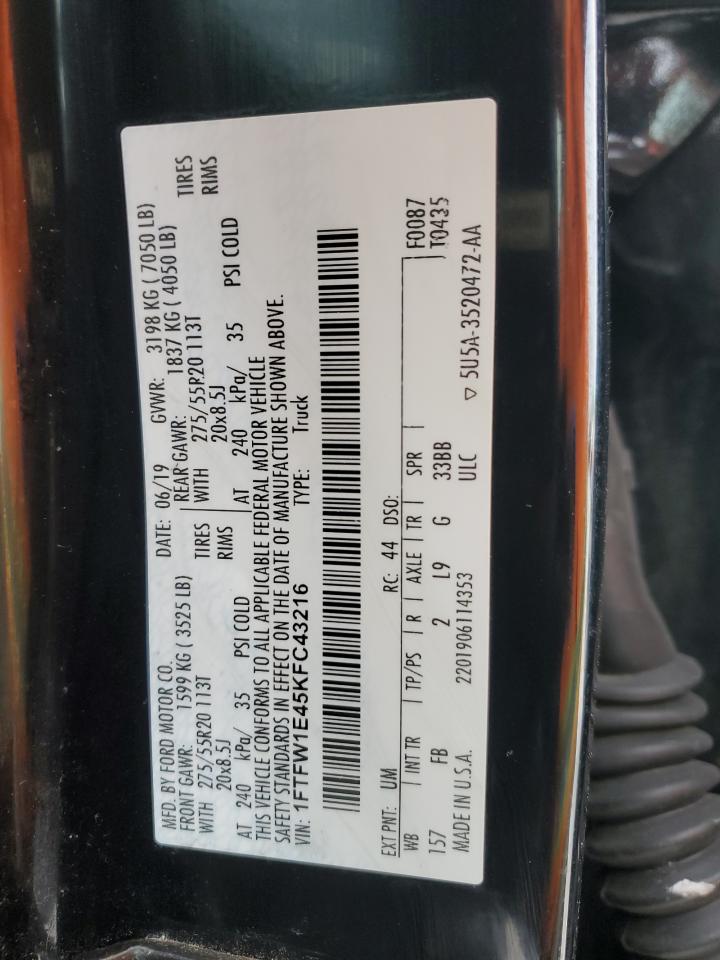 MFD. BY FORD MOTOR CO.
DATE: 06/19 GVWR: 3198 KG ( 7050 LB)
FRONT GAWR: 1599 KG ( 3525 LB) REAR GAWR: 1837 KG ( 4050 LB)
WITH 275/55R20 113T TIRES WITH 275/55R20 113T TIRES
20x8.5J RIMS 20x8.5J RIMS
AT 240 kPa/ 35 PSI COLD AT 240 kPa/ 35 PSI COLD
THIS VEHICLE CONFORMS TO ALL APPLICABLE FEDERAL MOTOR VEHICLE
SAFETY STANDARDS IN EFFECT ON THE DATE OF MANUFACTURE SHOWN ABOVE.
VIN: 1FTFW1E45KFC43216 TYPE: Truck
EXT PNT: UM RC: 44 DSO: F0087
WB INT TR TP/PS R AXLE TR SPR T0435
157 FB 2 L9 G 33BB
MADE IN U.S.A. 2201906114353 ULC ▽ 5U5A-3520472-AA